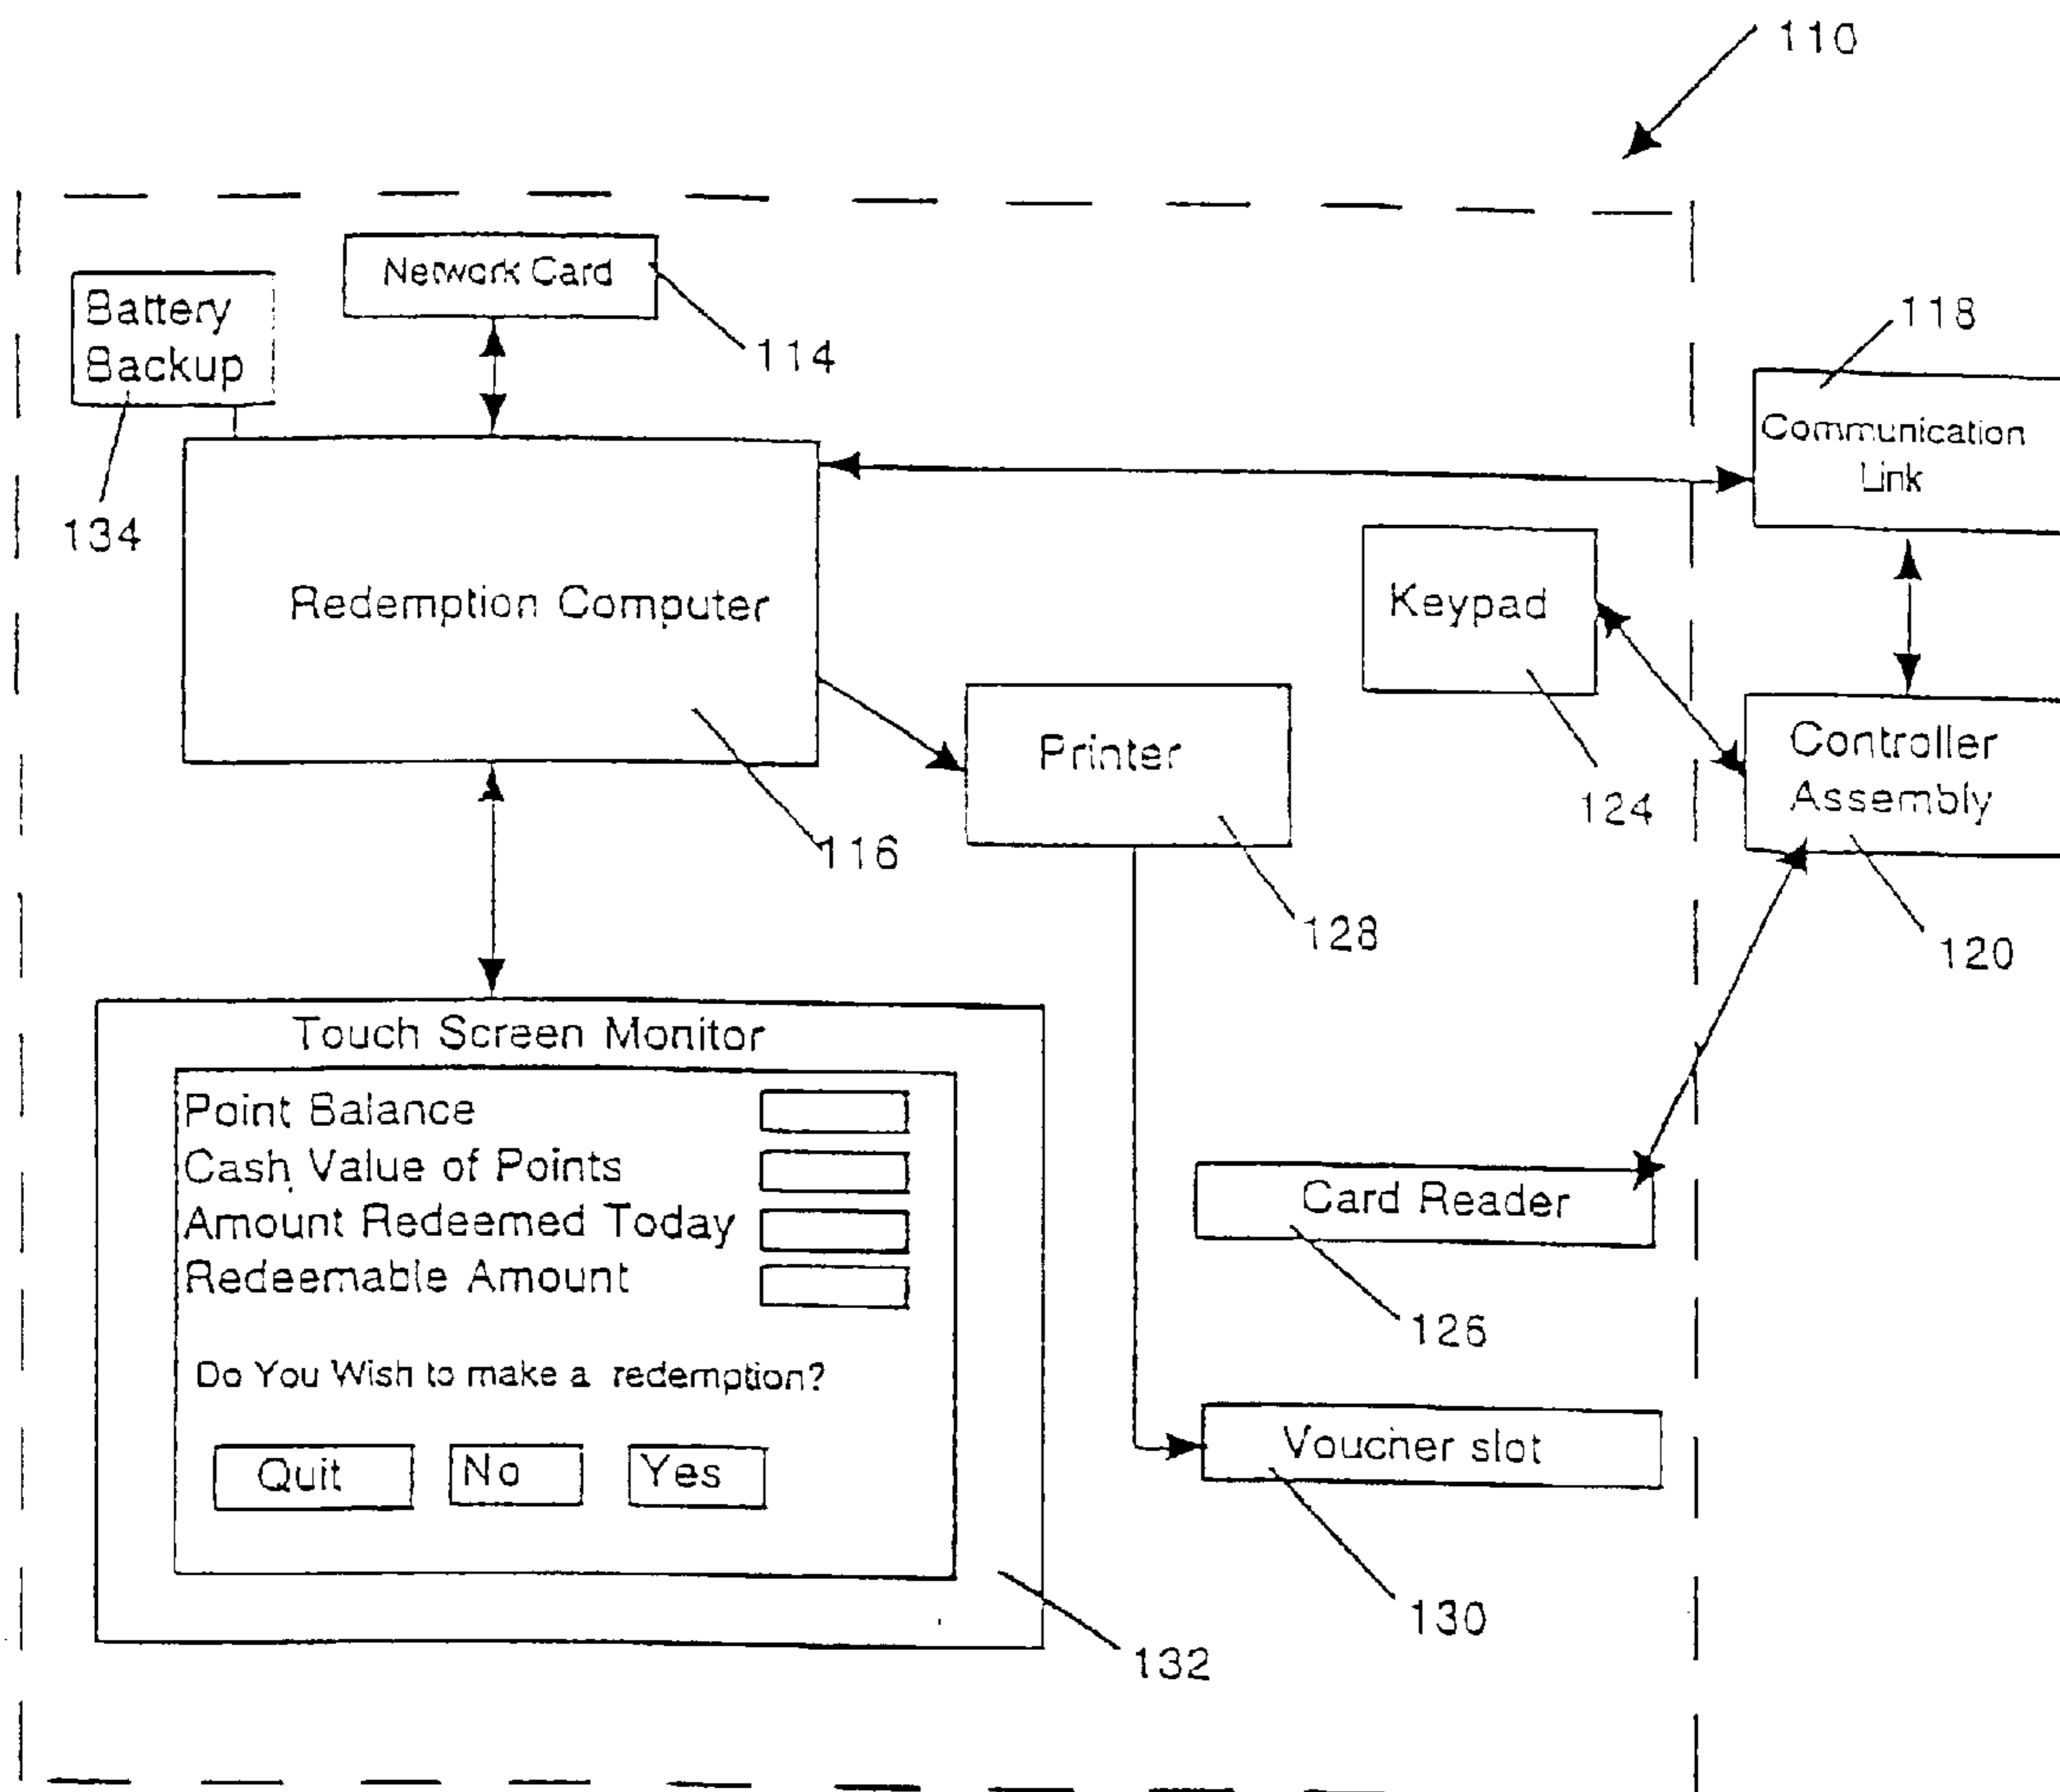 110
Network Card
Battery
Backup
114
118
Communication
Link
134
Redemption Computer
Keypad
Printer
Controller
Assembly
124
116
128
120
Touch Screen Monitor
Point Balance
Cash Value of Points
Amount Redeemed Today
Redeemable Amount
Card Reader
126
Do You Wish to make a redemption?
Voucher slot
Quit
No
Yes
130
132